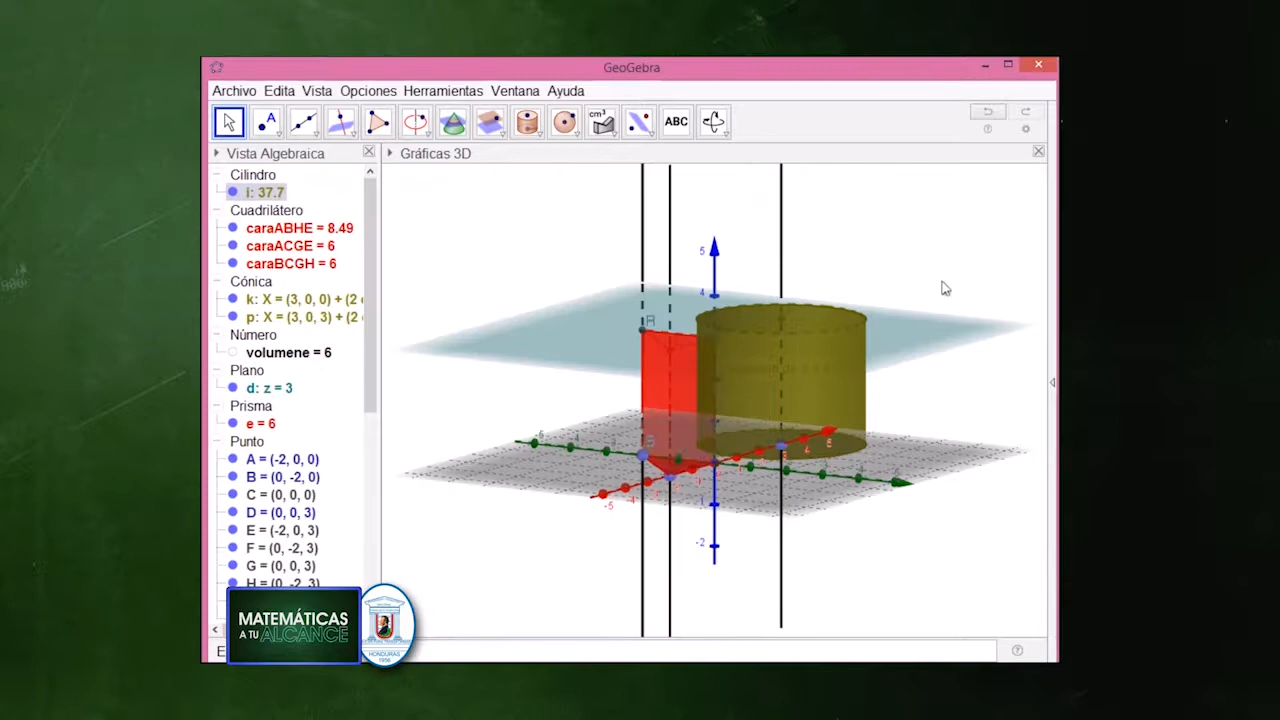 GeoGebra
Archivo Edita Vista Opciones Herramientas Ventana Ayuda
A
cm³
ABC
Vista Algebraica
Gráficas 3D
Cilindro
i: 37.7
Cuadrilátero
caraABHE = 8.49
caraACGE = 6
caraBCGH = 6
Cónica
k: X = (3, 0, 0) + (2
p: X = (3, 0, 3) + (2
Número
volumene = 6
Plano
d: z = 3
Prisma
e = 6
Punto
A = (-2, 0, 0)
B = (0, -2, 0)
C = (0, 0, 0)
D = (0, 0, 3)
E = (-2, 0, 3)
F = (0, -2, 3)
G = (0, 0, 3)
H = (0, -2, 3)
5
4
-2
-5
MATEMÁTICAS
A TU ALCANCE
HONDURAS
1956